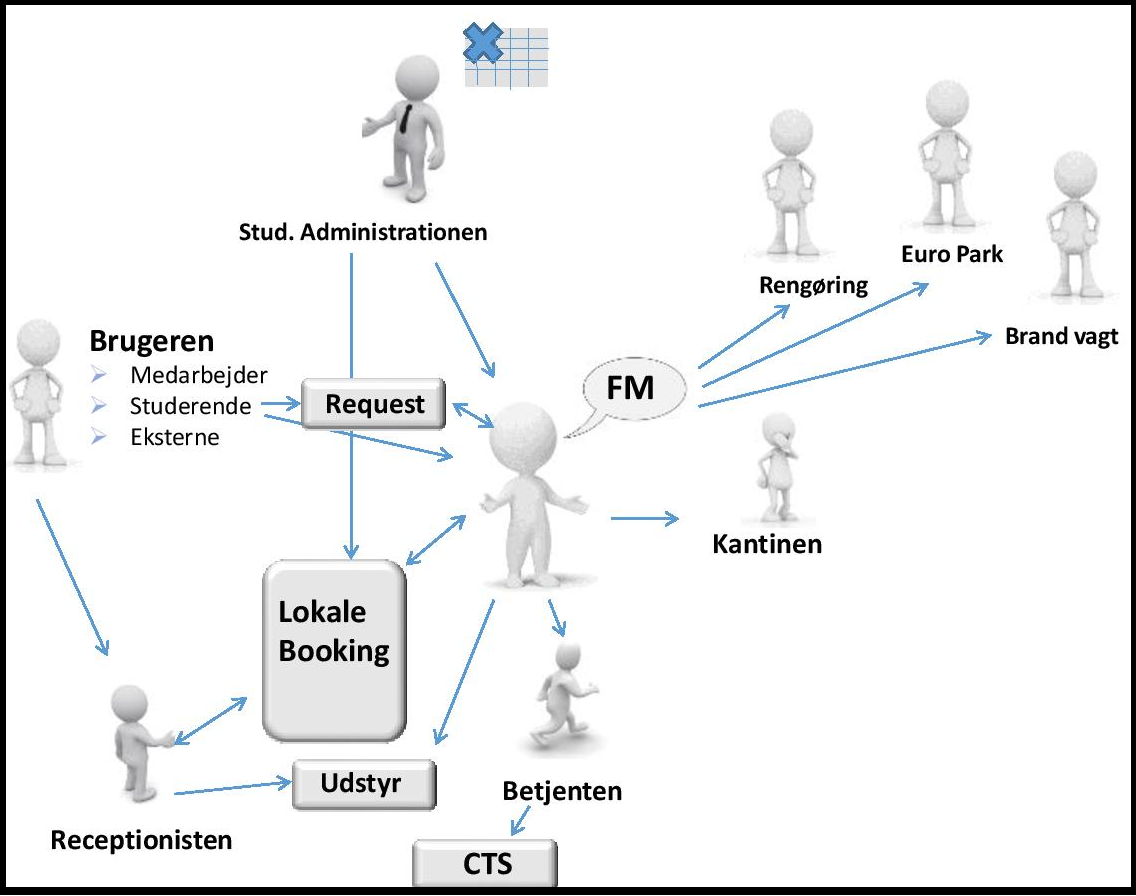 Stud. Administrationen
Rengøring
Euro Park
Brand vagt
Brugeren
Medarbejder
Studerende
Eksterne
Request
FM
Kantinen
Lokale
Booking
Udstyr
Betjenten
Receptionisten
CTS